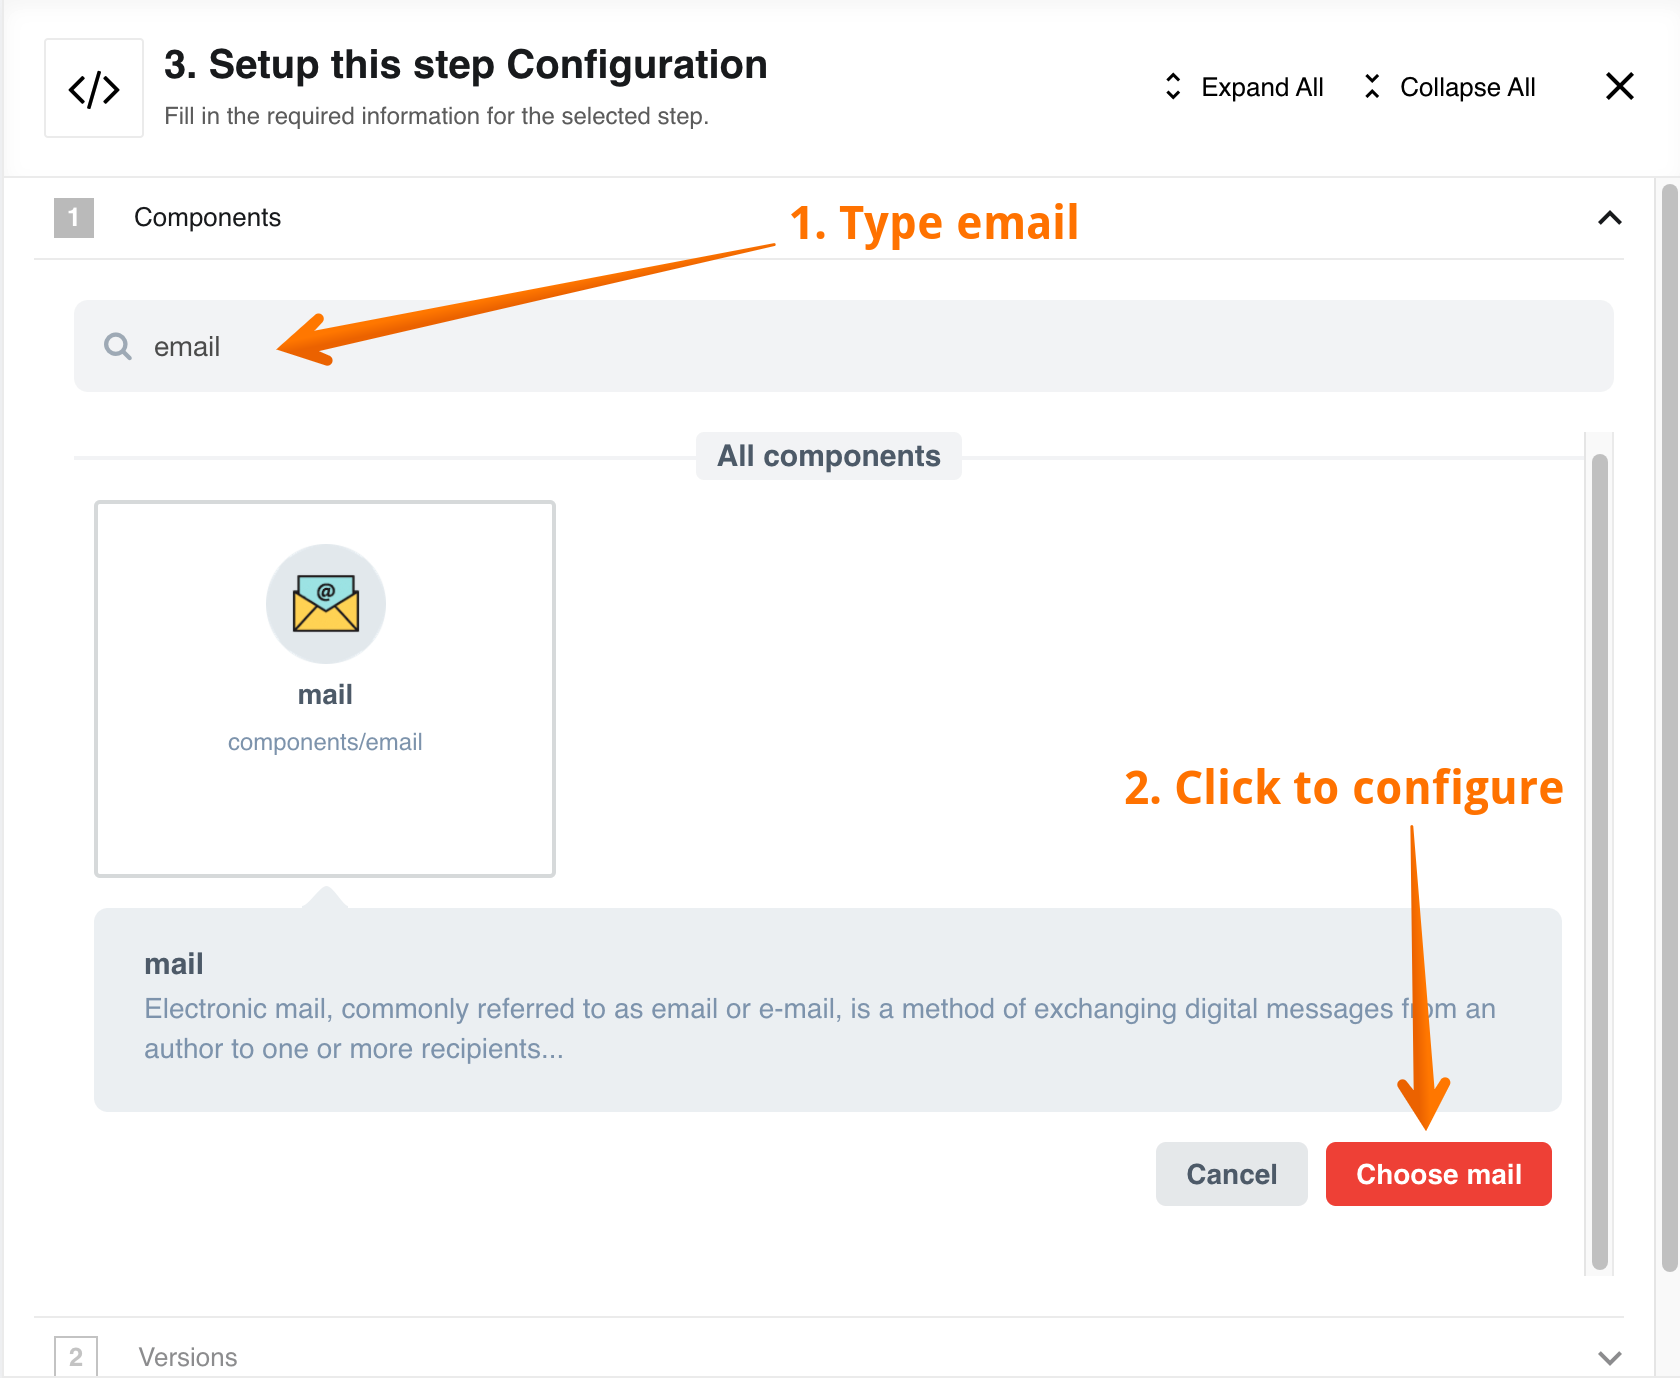 3. Setup this step Configuration
Fill in the required information for the selected step.
Expand All
Collapse All
1
Components
1. Type email
email
All components
@
mail
components/email
2. Click to configure
mail
Electronic mail, commonly referred to as email or e-mail, is a method of exchanging digital messages from an
author to one or more recipients...
Cancel
Choose mail
2
Versions